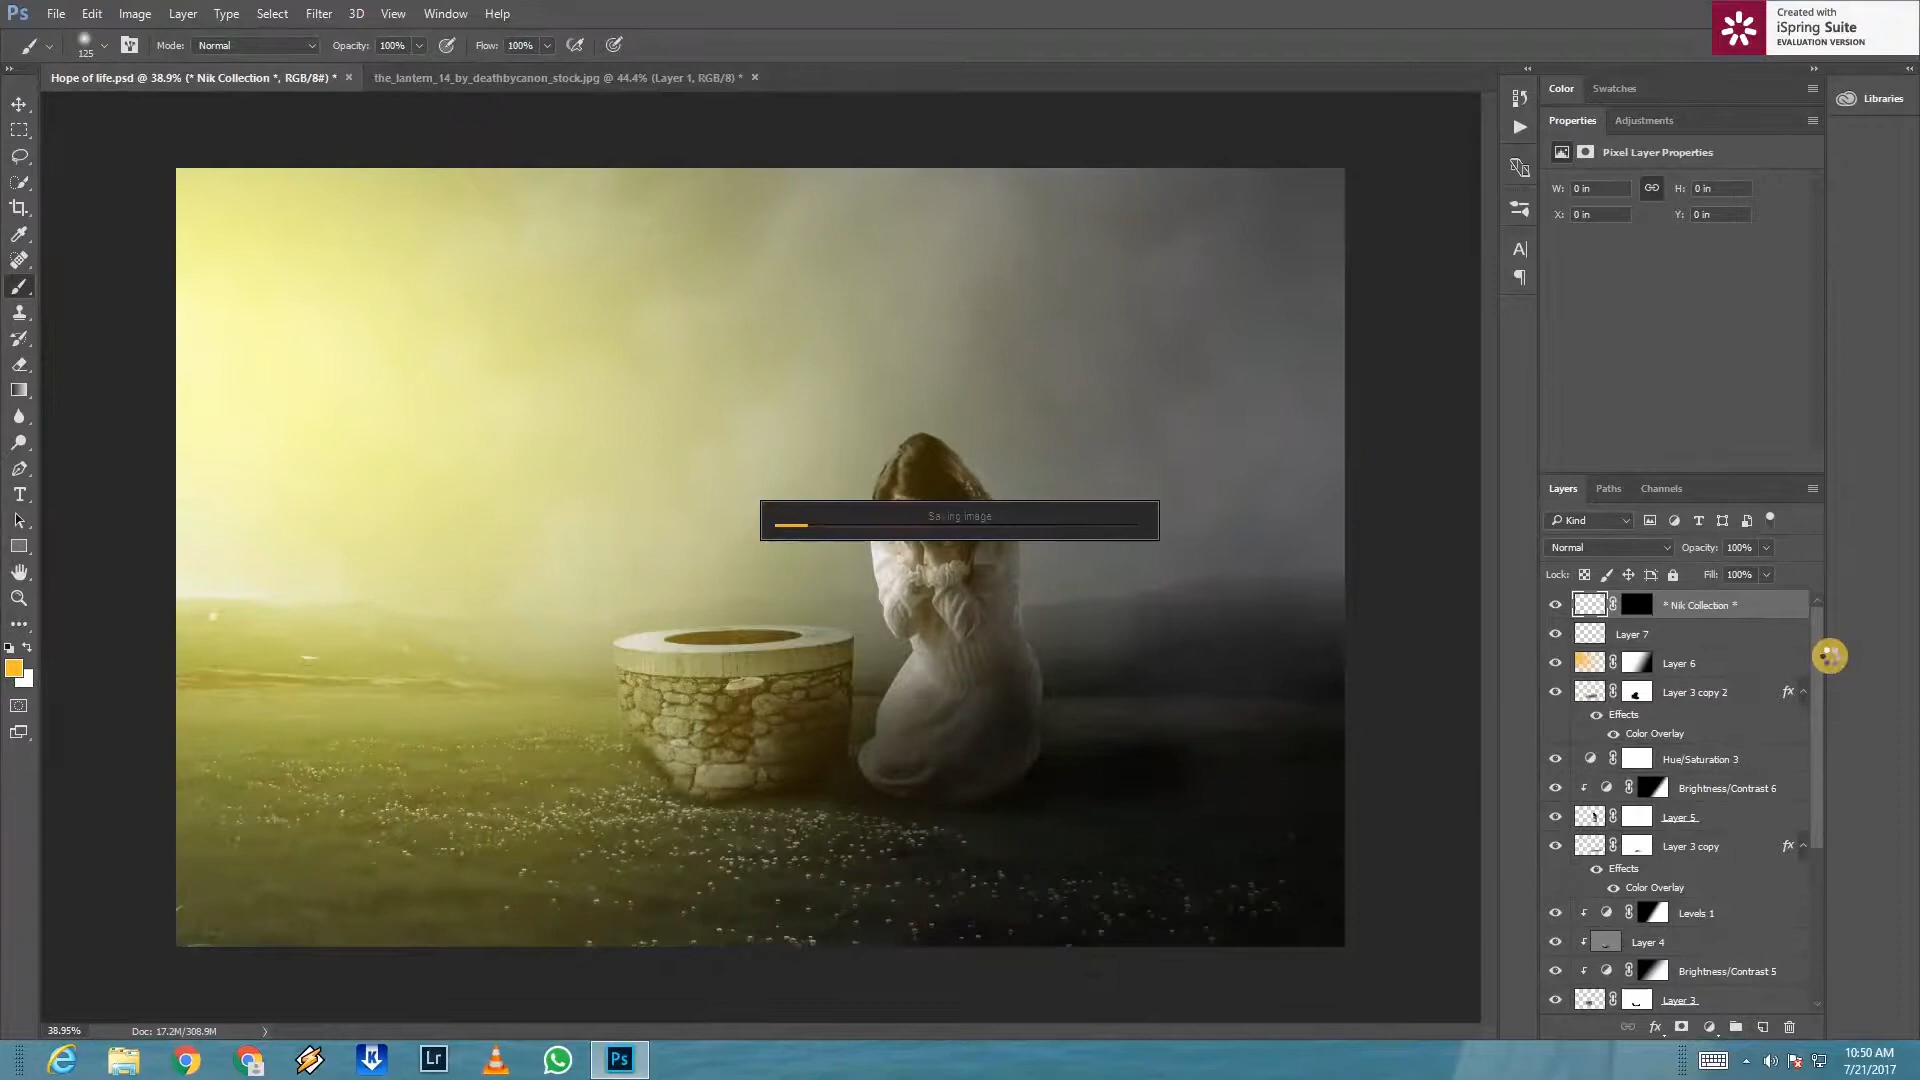 Ps File Edit Image Layer Type Select Filter 3D View Window Help
Created with
iSpring Suite
EVALUATION VERSION
125 Mode: Normal Opacity: 100% Flow: 100%
Hope of life.psd @ 38.9% (* Nik Collection *, RGB/8#) * × the_lantern_14_by_deathbycanon_stock.jpg @ 44.4% (Layer 1, RGB/8) * ×
Color Swatches
Libraries
Properties Adjustments
Pixel Layer Properties
W: 0 in H: 0 in
X: 0 in Y: 0 in
Saving image
Layers Paths Channels
Kind
Normal Opacity: 100%
Lock: Fill: 100%
* Nik Collection *
Layer 7
Layer 6
Layer 3 copy 2 fx
Effects
Color Overlay
Hue/Saturation 3
Brightness/Contrast 6
Layer 5
Layer 3 copy fx
Effects
Color Overlay
Levels 1
Layer 4
Brightness/Contrast 5
Layer 3
fx
38.95% Doc: 17.2M/308.9M
Lr Ps
10:50 AM
7/21/2017